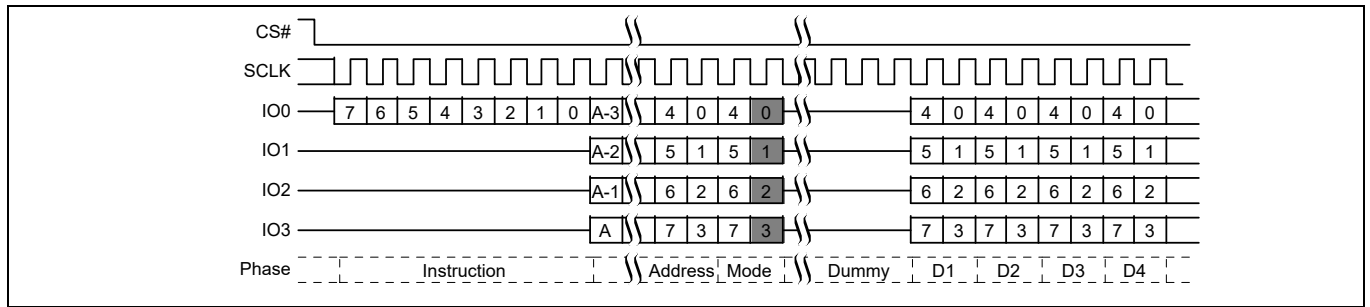 CS#
SCLK
IO0 7 6 5 4 3 2 1 0 A-3 4 0 4 0 4 0 4 0 4 0 4 0
IO1 A-2 5 1 5 1 5 1 5 1 5 1 5 1
IO2 A-1 6 2 6 2 6 2 6 2 6 2 6 2
IO3 A 7 3 7 3 7 3 7 3 7 3 7 3
Phase Instruction Address Mode Dummy D1 D2 D3 D4